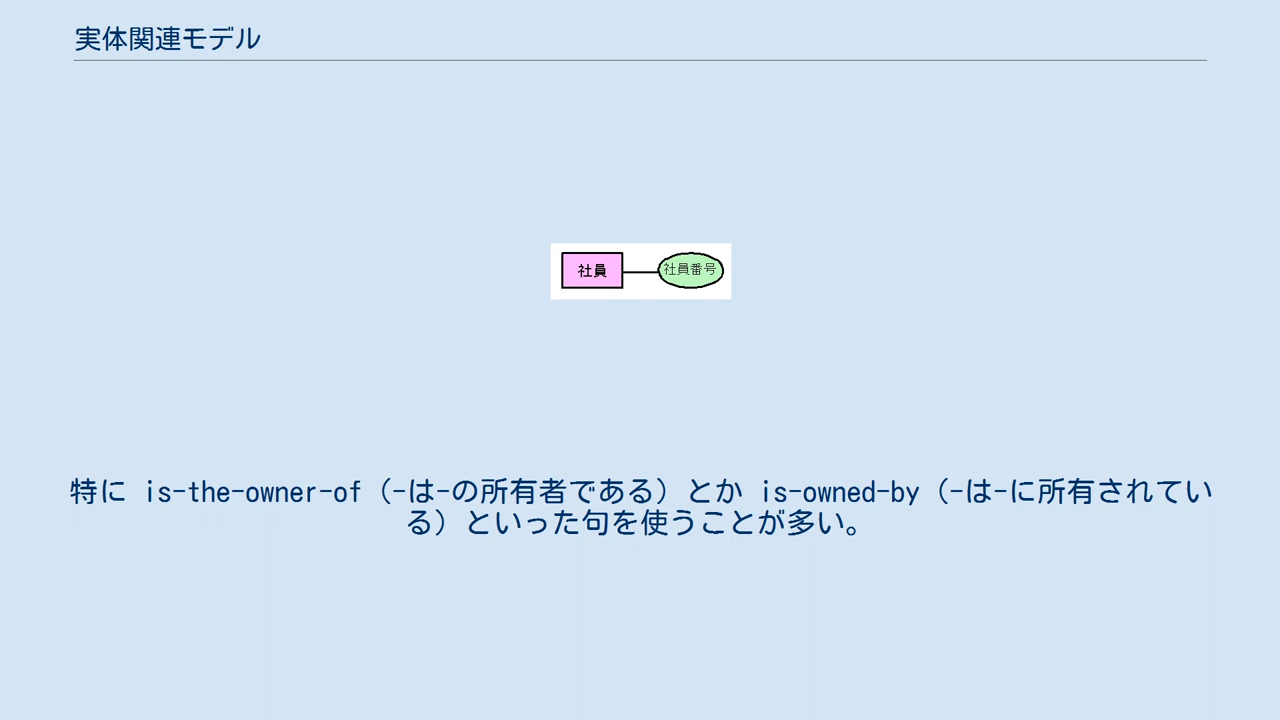 実体関連モデル
社員
社員番号
特に is-the-owner-of（-は-の所有者である）とか is-owned-by（-は-に所有されてい
る）といった句を使うことが多い。